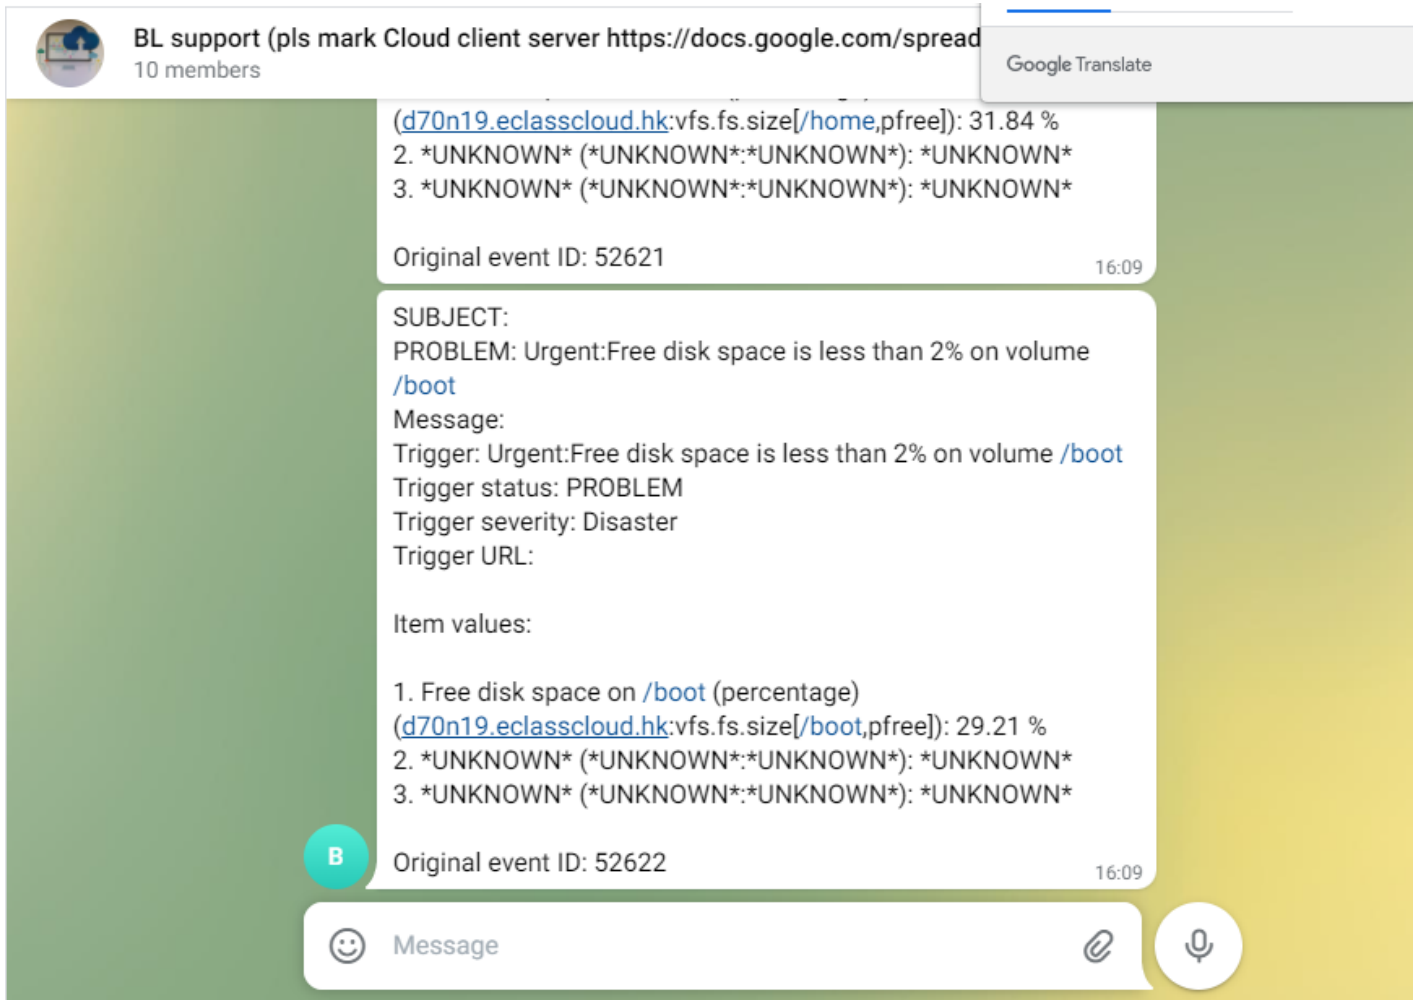 BL support (pls mark Cloud client server https://docs.google.com/spread
10 members
Google Translate
(d70n19.eclasscloud.hk:vfs.fs.size[/home,pfree]): 31.84 %
2. *UNKNOWN* (*UNKNOWN*:*UNKNOWN*): *UNKNOWN*
3. *UNKNOWN* (*UNKNOWN*:*UNKNOWN*): *UNKNOWN*
Original event ID: 52621
16:09
SUBJECT:
PROBLEM: Urgent:Free disk space is less than 2% on volume
/boot
Message:
Trigger: Urgent:Free disk space is less than 2% on volume /boot
Trigger status: PROBLEM
Trigger severity: Disaster
Trigger URL:
Item values:
1. Free disk space on /boot (percentage)
(d70n19.eclasscloud.hk:vfs.fs.size[/boot,pfree]): 29.21 %
2. *UNKNOWN* (*UNKNOWN*:*UNKNOWN*): *UNKNOWN*
3. *UNKNOWN* (*UNKNOWN*:*UNKNOWN*): *UNKNOWN*
B
Original event ID: 52622
16:09
Message